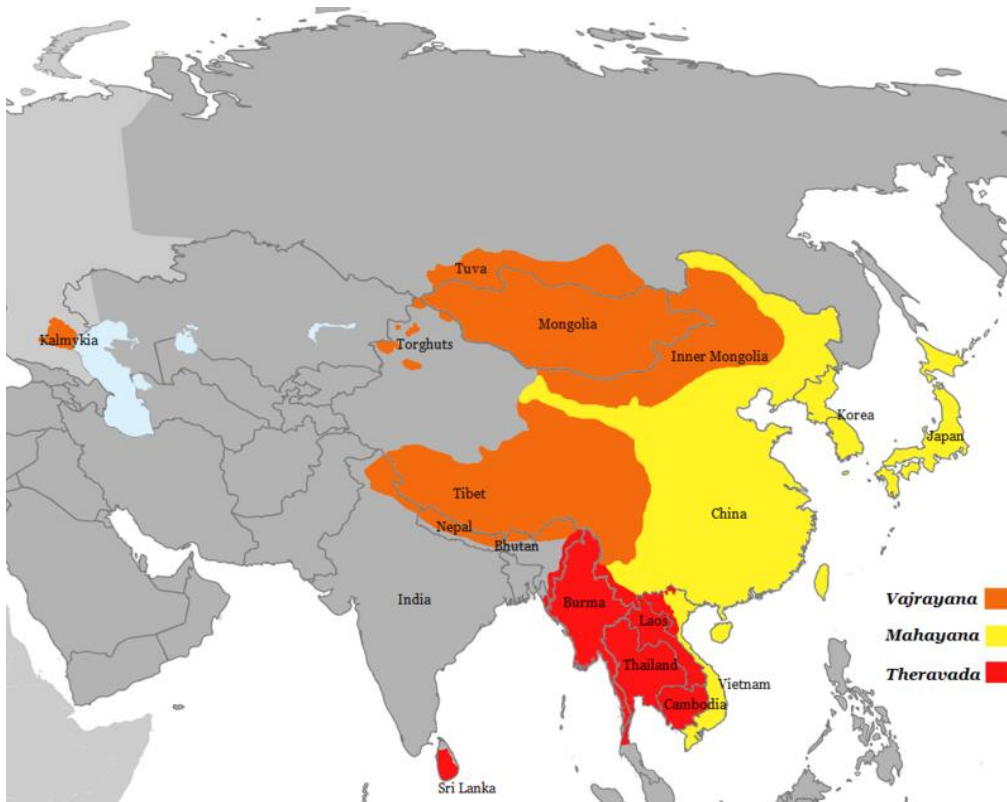 Tuva
Mongolia
Kalmykia
Torghuts
Inner Mongolia
Korea
Japan
Tibet
China
Nepal
Bhutan
India
Burma
Vajrayana
Laos
Mahayana
Thailand
Theravada
Vietnam
Cambodia
Sri Lanka